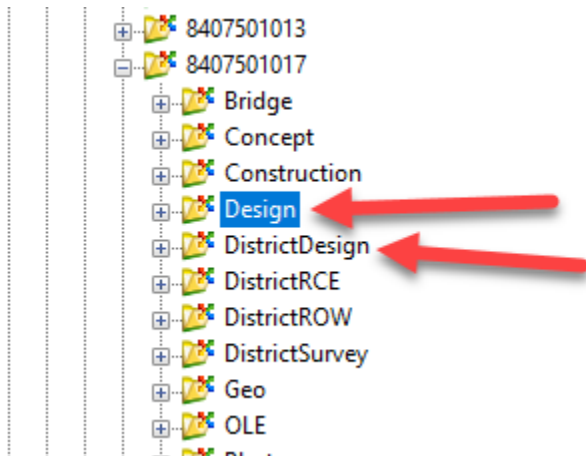 8407501013
8407501017
Bridge
Concept
Construction
Design
DistrictDesign
DistrictRCE
DistrictROW
DistrictSurvey
Geo
OLE